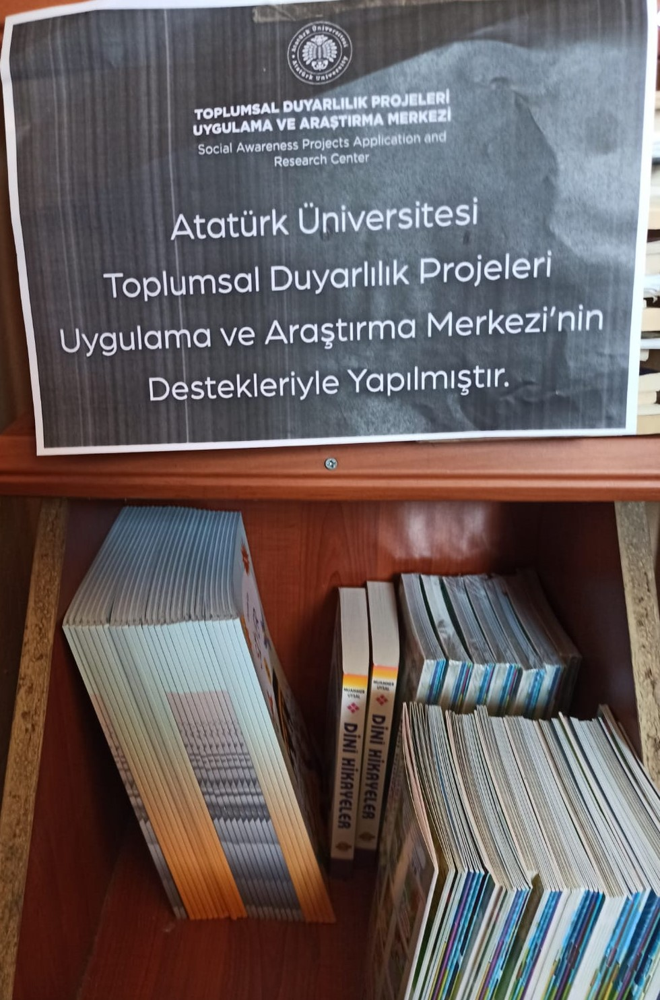 Atatürk Üniversitesi
Atatürk University
TOPLUMSAL DUYARLILIK PROJELERİ
UYGULAMA VE ARAŞTIRMA MERKEZİ
Social Awareness Projects Application and
Research Center
Atatürk Üniversitesi
Toplumsal Duyarlılık Projeleri
Uygulama ve Araştırma Merkezi'nin
Destekleriyle Yapılmıştır.
MUAMMER
UYSAL
DİNİ HİKAYELER
MUAMMER
UYSAL
DİNİ HİKAYELER